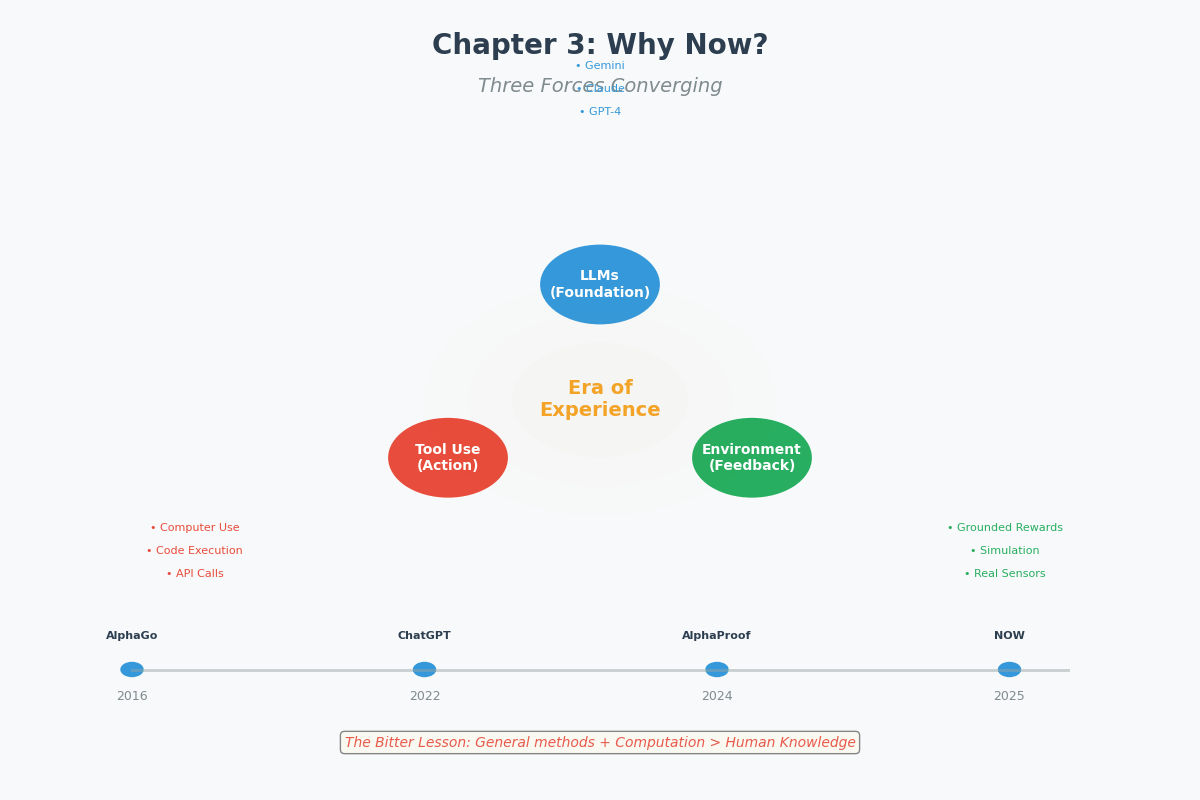 Chapter 3: Why Now?
• Gemini
Three Forces Converging
• Claude
• GPT-4
LLMs
(Foundation)
Era of
Experience
Tool Use
(Action)
Environment
(Feedback)
• Computer Use
• Code Execution
• API Calls
• Grounded Rewards
• Simulation
• Real Sensors
AlphaGo
ChatGPT
AlphaProof
NOW
2016
2022
2024
2025
The Bitter Lesson: General methods + Computation > Human Knowledge